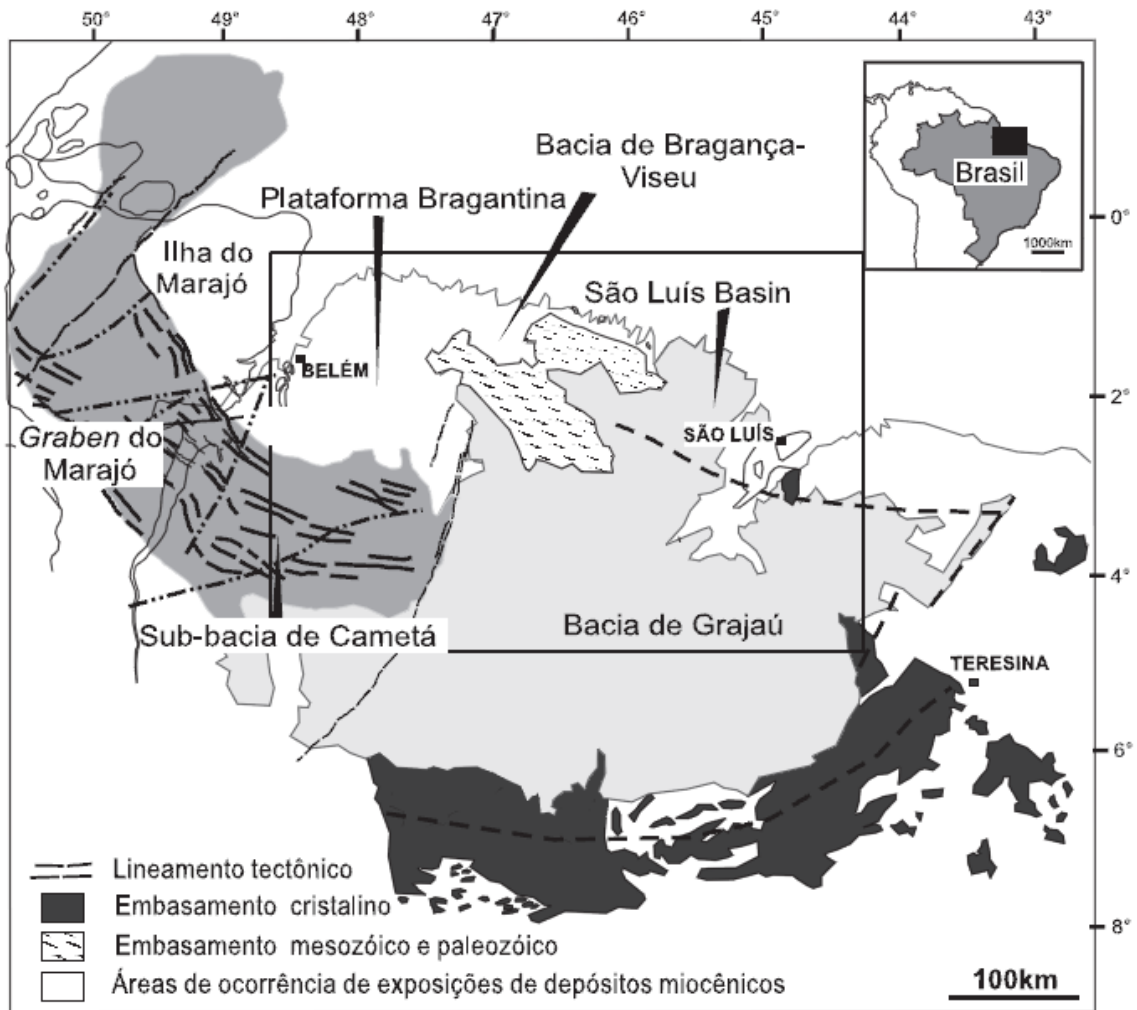 50°
49°
48°
47°
46°
45°
44°
43°
Brasil
1000km
Bacia de Bragança-
Viseu
Plataforma Bragantina
0°
Ilha do
Marajó
São Luís Basin
BELÉM
2°
Graben do
Marajó
SÃO LUÍS
4°
Sub-bacia de Cametá
Bacia de Grajaú
TERESINA
6°
Lineamento tectônico
Embasamento cristalino
Embasamento mesozóico e paleozóico
8°
Áreas de ocorrência de exposições de depósitos miocênicos
100km